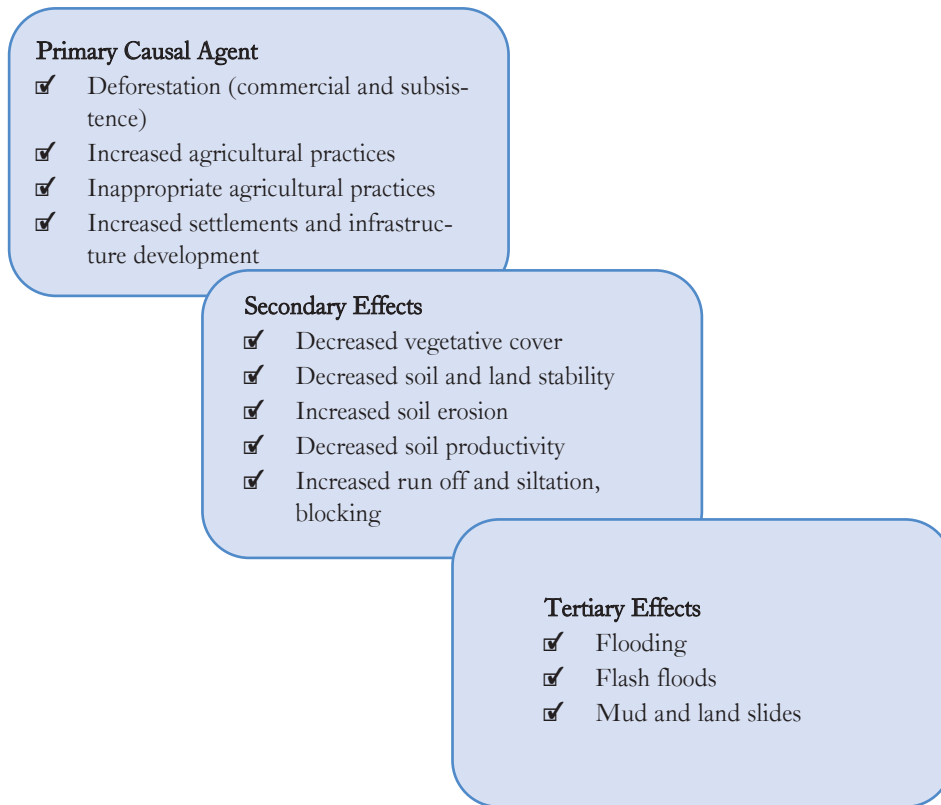 Primary Causal Agent
Deforestation (commercial and subsis-
tence)
Increased agricultural practices
Inappropriate agricultural practices
Increased settlements and infrastruc-
ture development
Secondary Effects
Decreased vegetative cover
Decreased soil and land stability
Increased soil erosion
Decreased soil productivity
Increased run off and siltation,
blocking
Tertiary Effects
Flooding
Flash floods
Mud and land slides